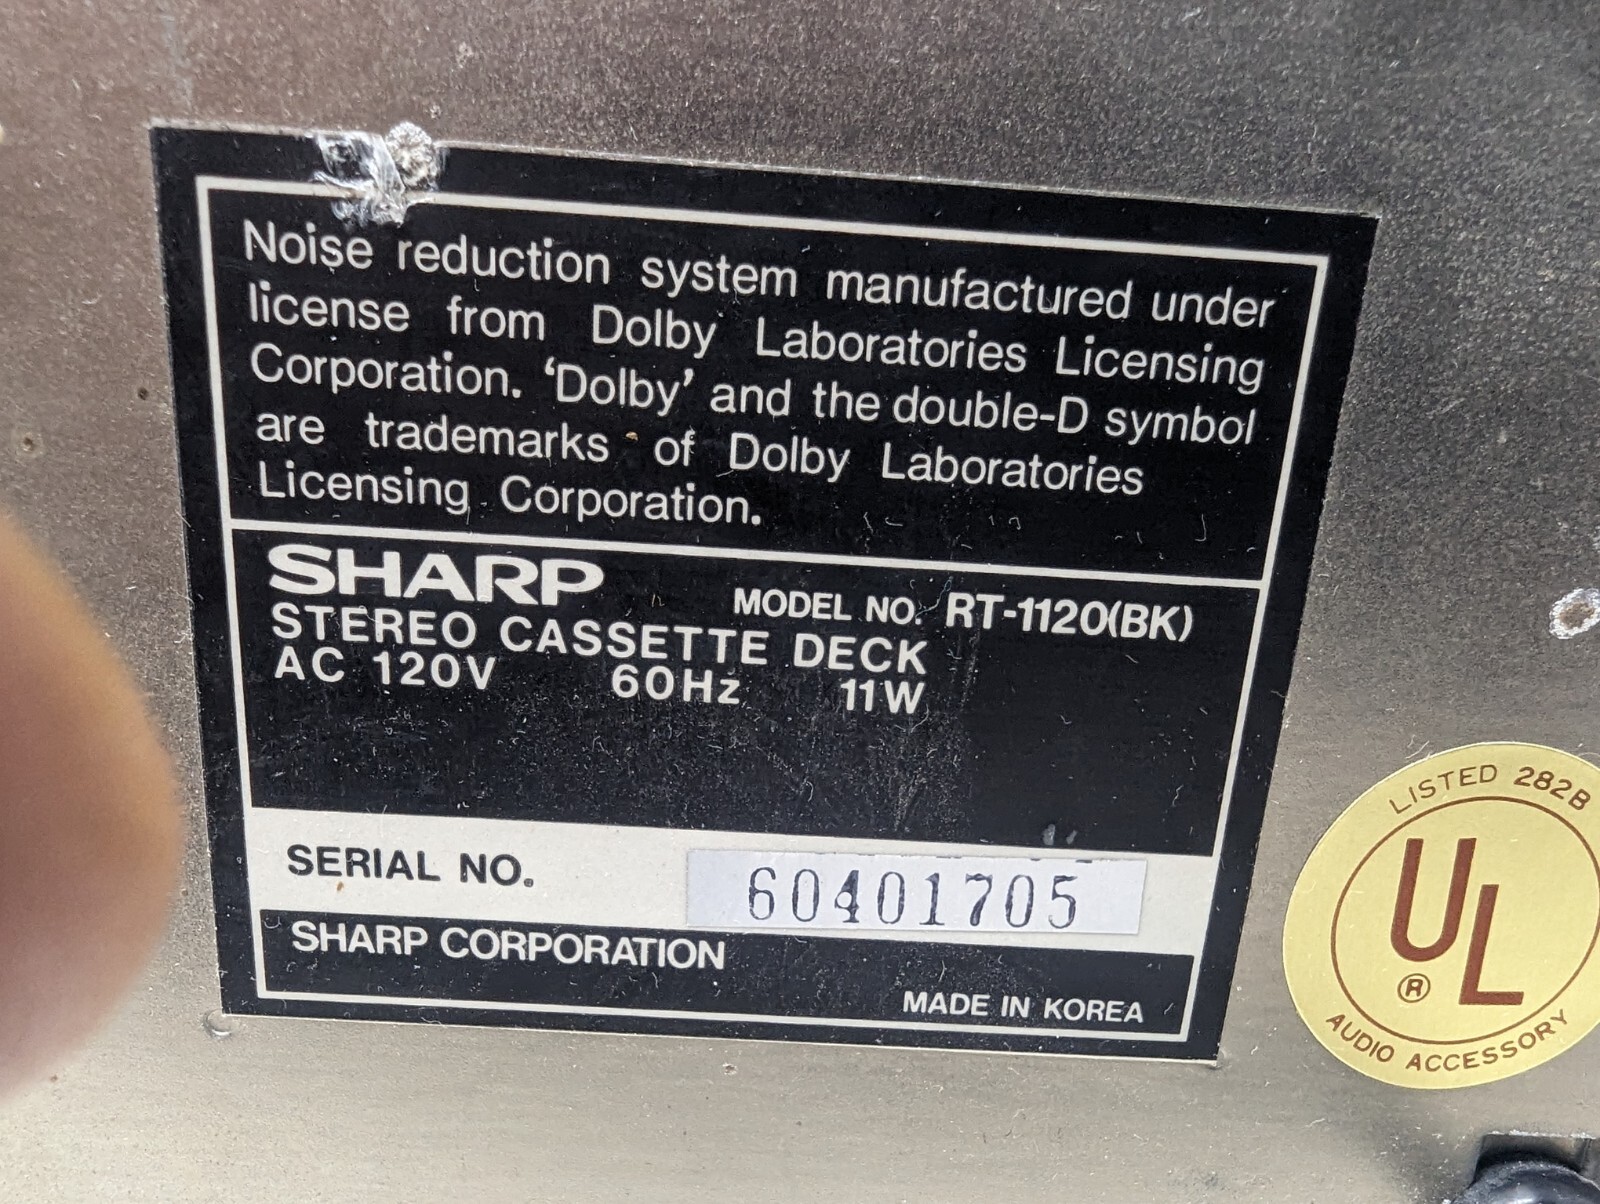 Noise reduction system manufactured under
license from Dolby Laboratories Licensing
Corporation. 'Dolby' and the double-D symbol
are trademarks of Dolby Laboratories
Licensing Corporation.
SHARP
MODEL NO. RT-1120(BK)
STEREO CASSETTE DECK
AC 120V 60Hz 11W
SERIAL NO. 60401705
SHARP CORPORATION
MADE IN KOREA
LISTED 282B
UL
®
AUDIO ACCESSORY